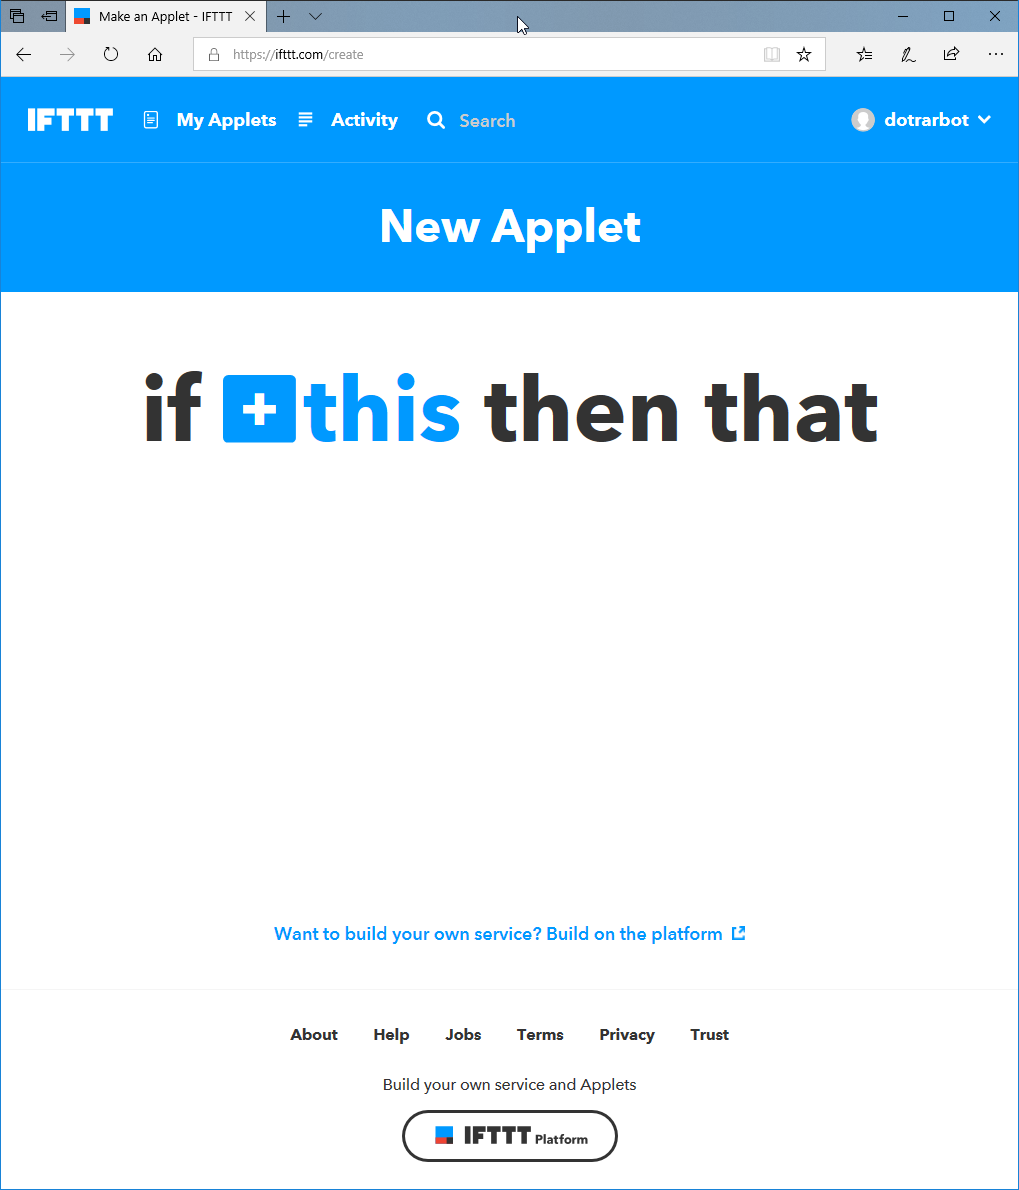 Make an Applet - IFTTT
https://ifttt.com/create
IFTTT My Applets Activity Search dotrarbot
New Applet
if +this then that
Want to build your own service? Build on the platform
About Help Jobs Terms Privacy Trust
Build your own service and Applets
IFTTT Platform